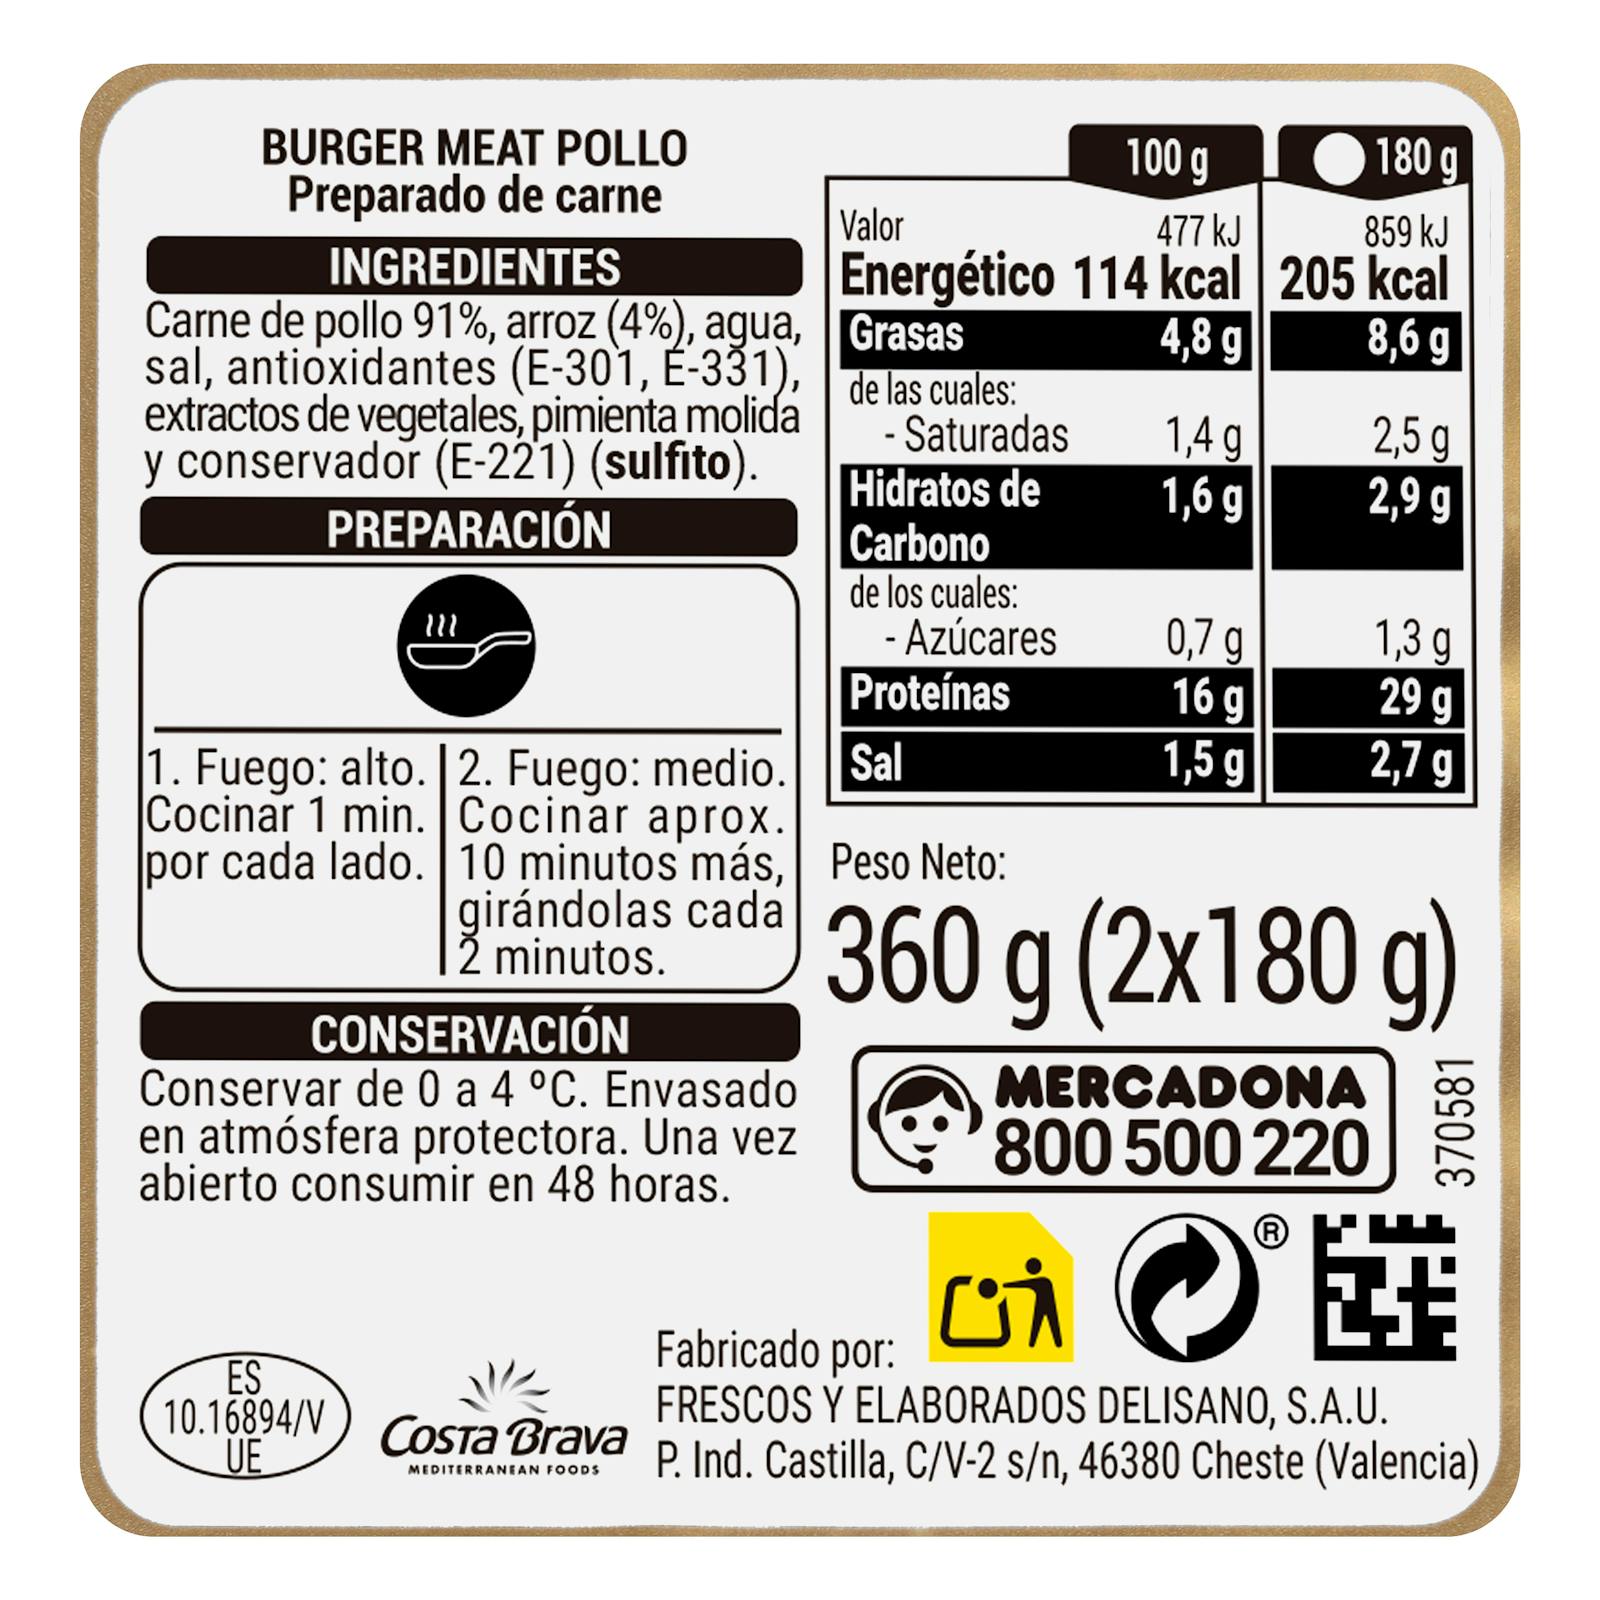 BURGER MEAT POLLO
Preparado de carne
INGREDIENTES
Carne de pollo 91%, arroz (4%), agua,
sal, antioxidantes (E-301, E-331),
extractos de vegetales, pimienta molida
y conservador (E-221) (sulfito).
PREPARACIÓN
1. Fuego: alto.
Cocinar 1 min.
por cada lado.
2. Fuego: medio.
Cocinar aprox.
10 minutos más,
girándolas cada
2 minutos.
CONSERVACIÓN
Conservar de 0 a 4 ºC. Envasado
en atmósfera protectora. Una vez
abierto consumir en 48 horas.
100 g 180 g
Valor 477 kJ 859 kJ
Energético 114 kcal 205 kcal
Grasas 4,8 g 8,6 g
de las cuales:
- Saturadas 1,4 g 2,5 g
Hidratos de 1,6 g 2,9 g
Carbono
de los cuales:
- Azúcares 0,7 g 1,3 g
Proteínas 16 g 29 g
Sal 1,5 g 2,7 g
Peso Neto:
360 g (2x180 g)
MERCADONA
800 500 220
370581
®
ES
10.16894/V
UE
Costa Brava
MEDITERRANEAN FOODS
Fabricado por:
FRESCOS Y ELABORADOS DELISANO, S.A.U.
P. Ind. Castilla, C/V-2 s/n, 46380 Cheste (Valencia)